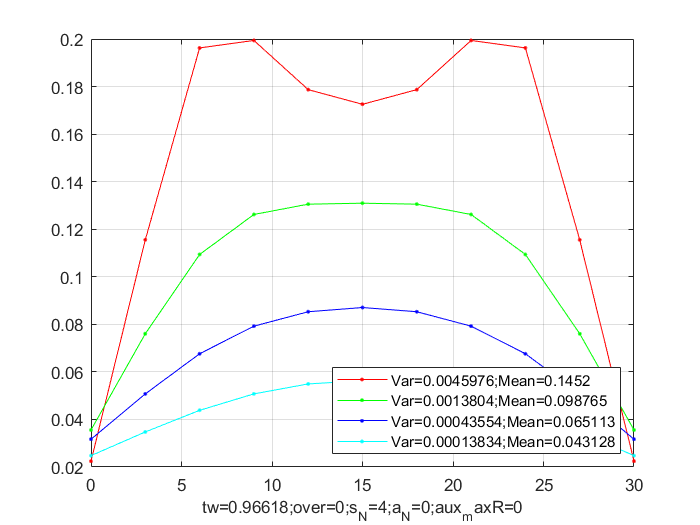 0.2
0.18
0.16
0.14
0.12
0.1
0.08
0.06
0.04
0.02
Var=0.0045976;Mean=0.1452
Var=0.0013804;Mean=0.098765
Var=0.00043554;Mean=0.065113
Var=0.00013834;Mean=0.043128
0 5 10 15 20 25 30
tw=0.96618;over=0;s_N=4;a_N=0;aux_maxR=0